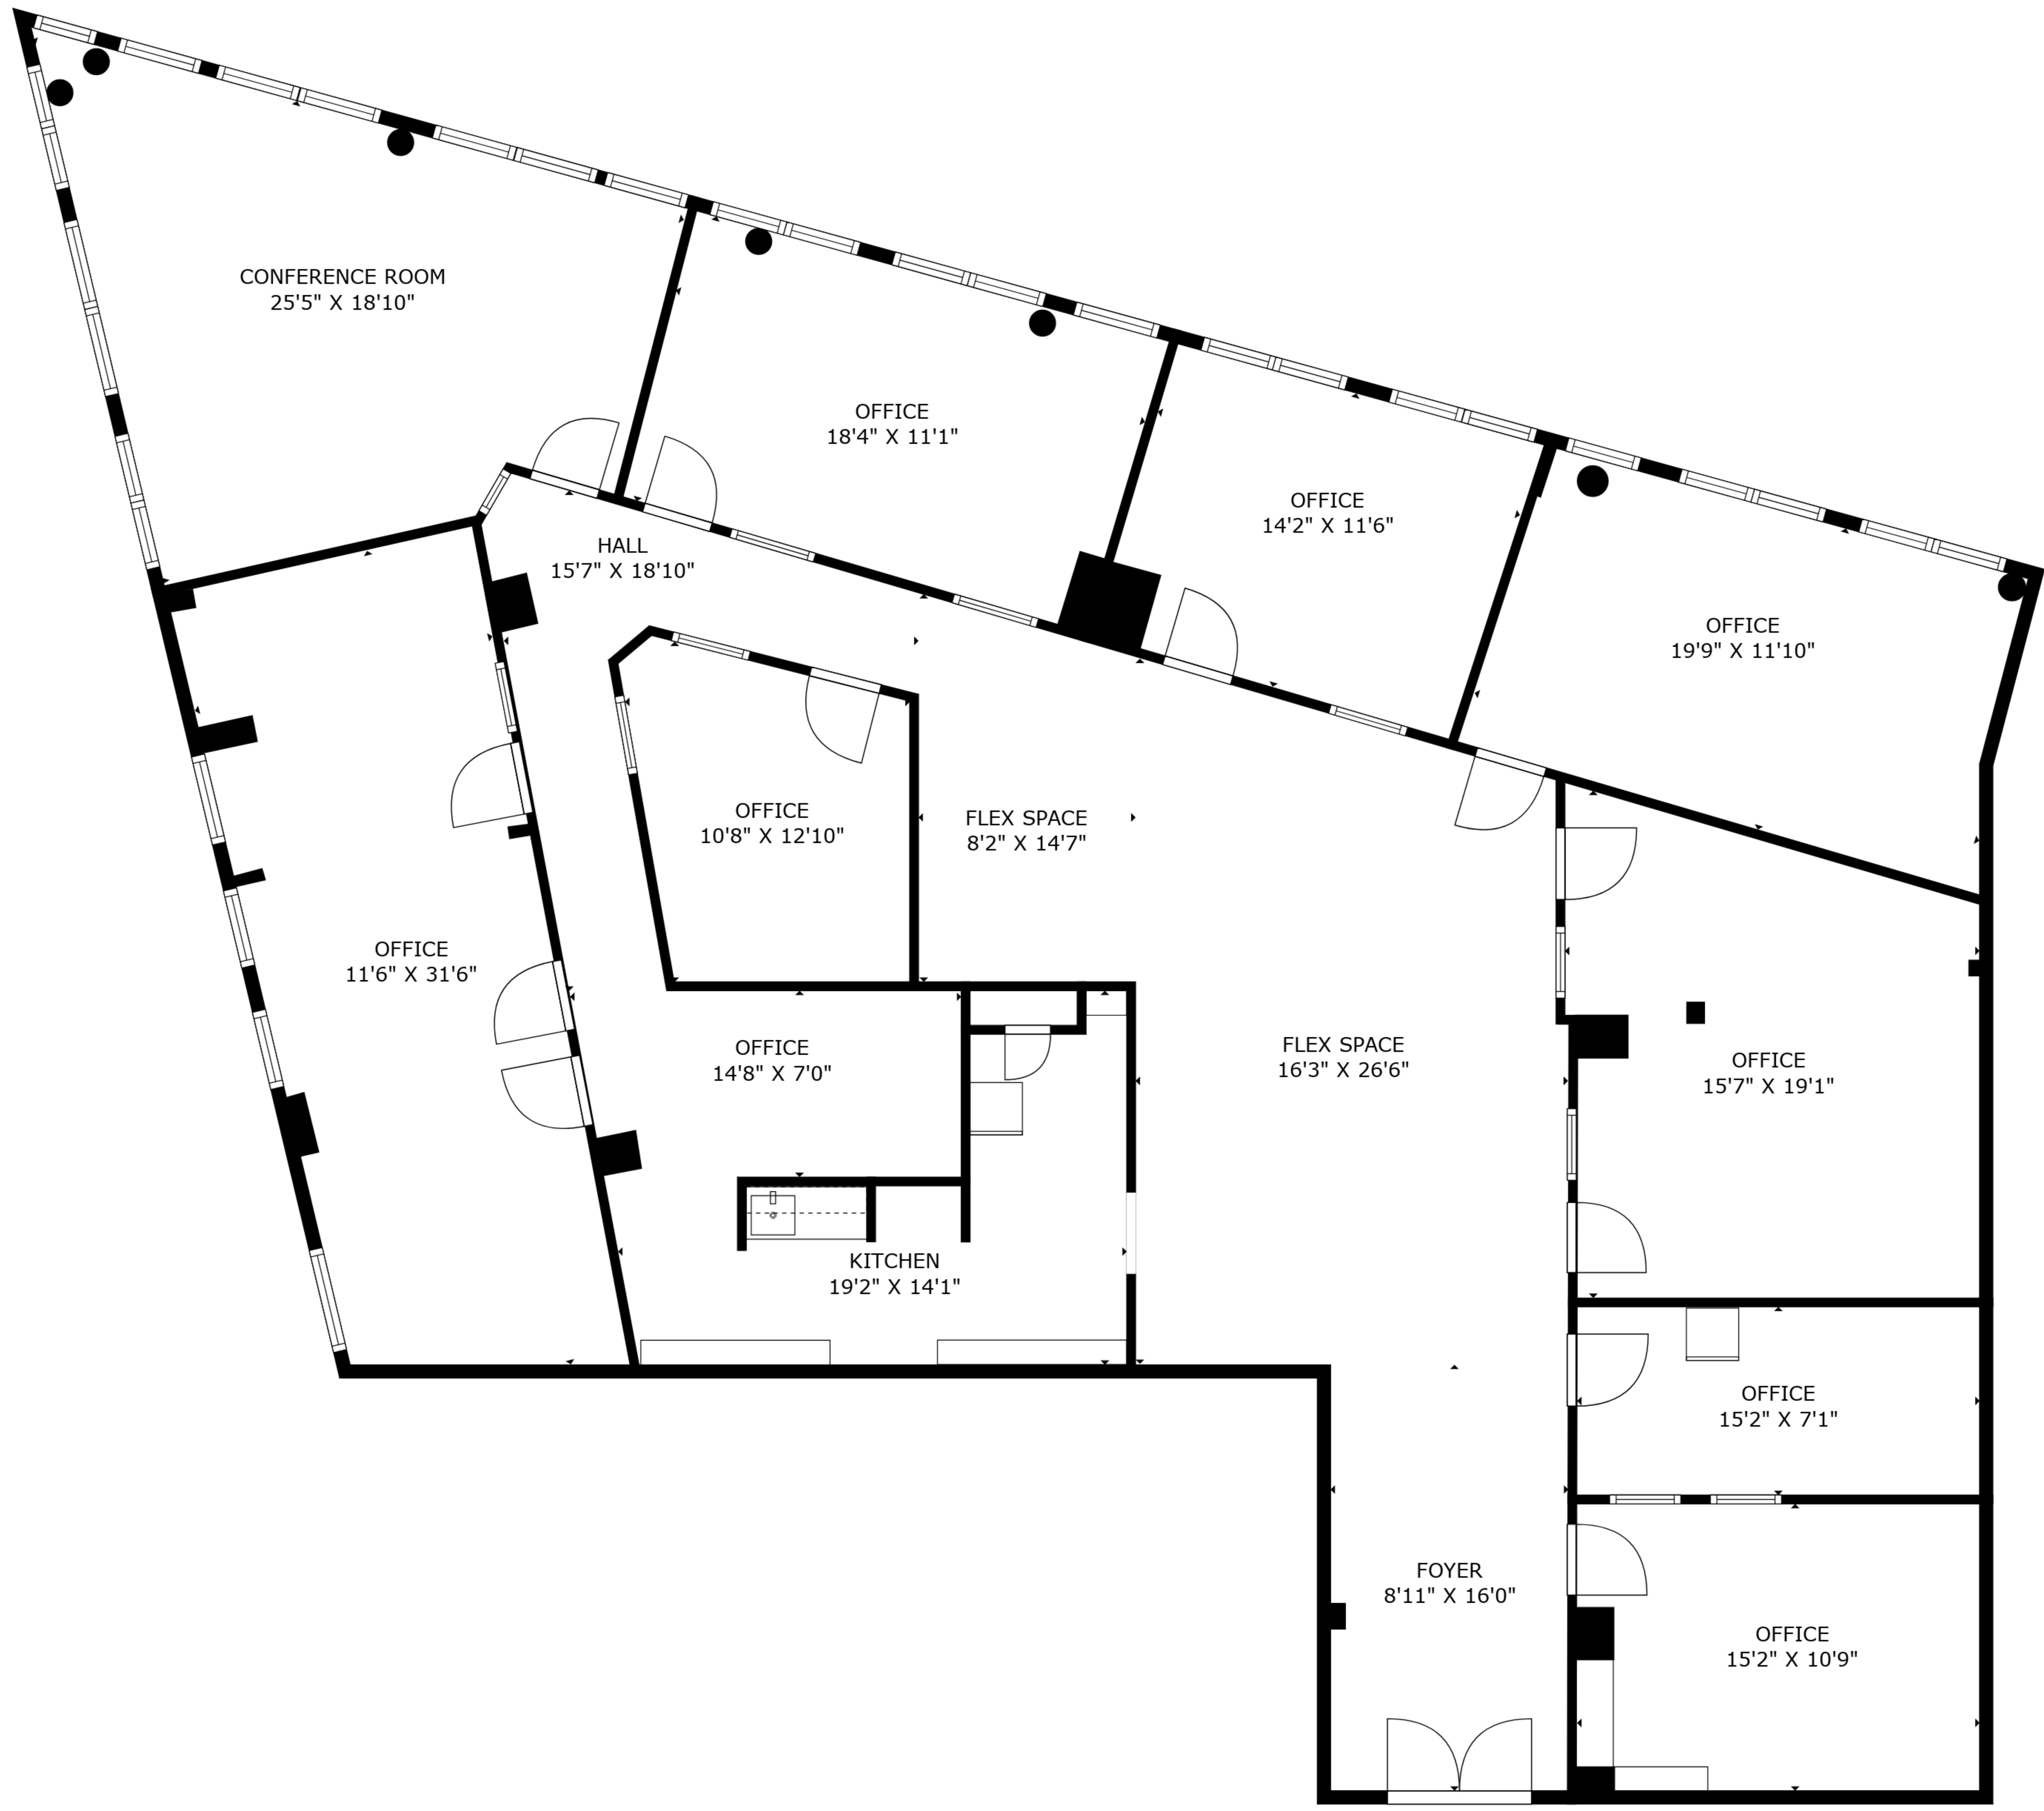 CONFERENCE ROOM
25'5" X 18'10"
OFFICE
18'4" X 11'1"
OFFICE
14'2" X 11'6"
HALL
15'7" X 18'10"
OFFICE
19'9" X 11'10"
OFFICE
10'8" X 12'10"
FLEX SPACE
8'2" X 14'7"
OFFICE
11'6" X 31'6"
OFFICE
14'8" X 7'0"
FLEX SPACE
16'3" X 26'6"
OFFICE
15'7" X 19'1"
KITCHEN
19'2" X 14'1"
OFFICE
15'2" X 7'1"
FOYER
8'11" X 16'0"
OFFICE
15'2" X 10'9"